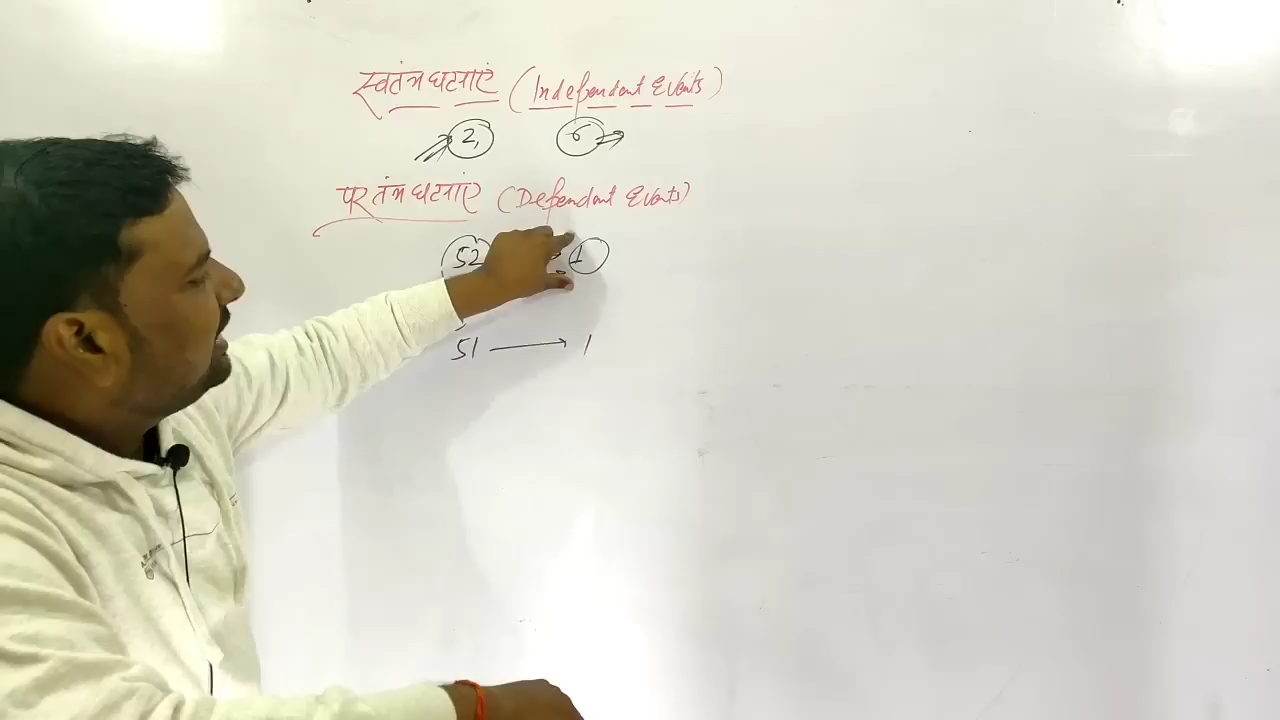 स्वतंत्र घटनाएं (Independent Events)
2, 6
परतंत्र घटनाएं (Dependent Events)
52 1
51 → 1